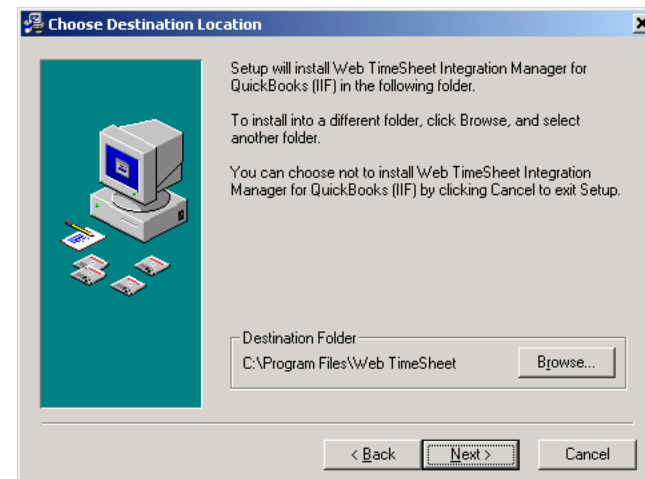 Choose Destination Location
Setup will install Web TimeSheet Integration Manager for
QuickBooks (IIF) in the following folder.
To install into a different folder, click Browse, and select
another folder.
You can choose not to install Web TimeSheet Integration
Manager for QuickBooks (IIF) by clicking Cancel to exit Setup.
Destination Folder
C:\Program Files\Web TimeSheet
Browse...
< Back
Next >
Cancel